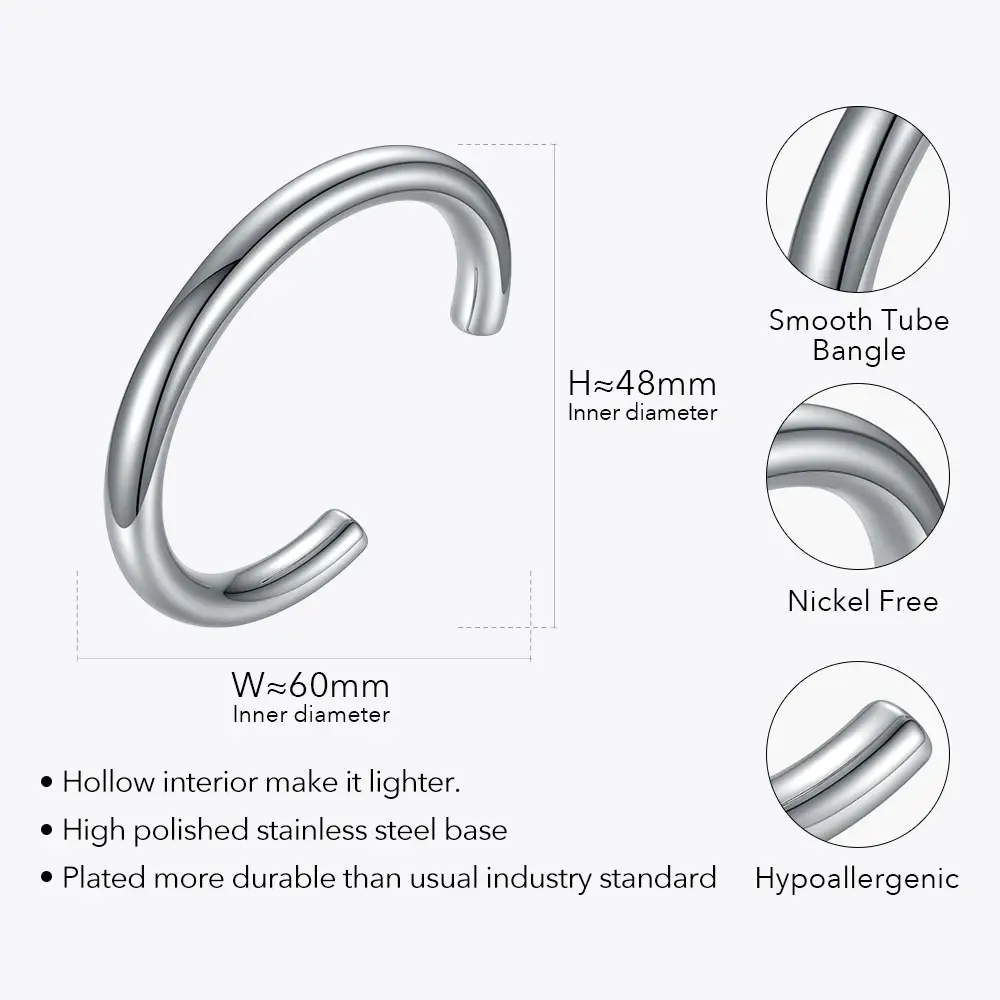 Smooth Tube
Bangle
H≈48mm
Inner diameter
Nickel Free
W≈60mm
Inner diameter
• Hollow interior make it lighter.
• High polished stainless steel base
• Plated more durable than usual industry standard
Hypoallergenic